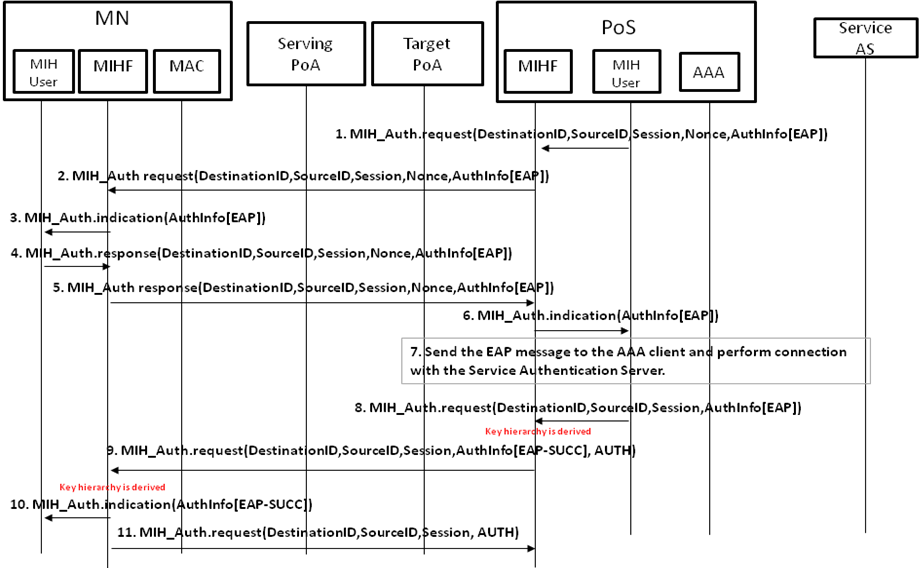 MN
PoS
Service
AS
Serving
PoA
Target
PoA
MIH
User
MIHF
MAC
MIHF
MIH
User
AAA
1. MIH_Auth.request(DestinationID,SourceID,Session,Nonce,AuthInfo[EAP])
2. MIH_Auth request(DestinationID,SourceID,Session,Nonce,AuthInfo[EAP])
3. MIH_Auth.indication(AuthInfo[EAP])
4. MIH_Auth.response(DestinationID,SourceID,Session,Nonce,AuthInfo[EAP])
5. MIH_Auth response(DestinationID,SourceID,Session,Nonce,AuthInfo[EAP])
6. MIH_Auth.indication(AuthInfo[EAP])
7. Send the EAP message to the AAA client and perform connection
with the Service Authentication Server.
8. MIH_Auth.request(DestinationID,SourceID,Session,AuthInfo[EAP])
Key hierarchy is derived
9. MIH_Auth.request(DestinationID,SourceID,Session,AuthInfo[EAP-SUCC], AUTH)
Key hierarchy is derived
10. MIH_Auth.indication(AuthInfo[EAP-SUCC])
11. MIH_Auth.request(DestinationID,SourceID,Session, AUTH)